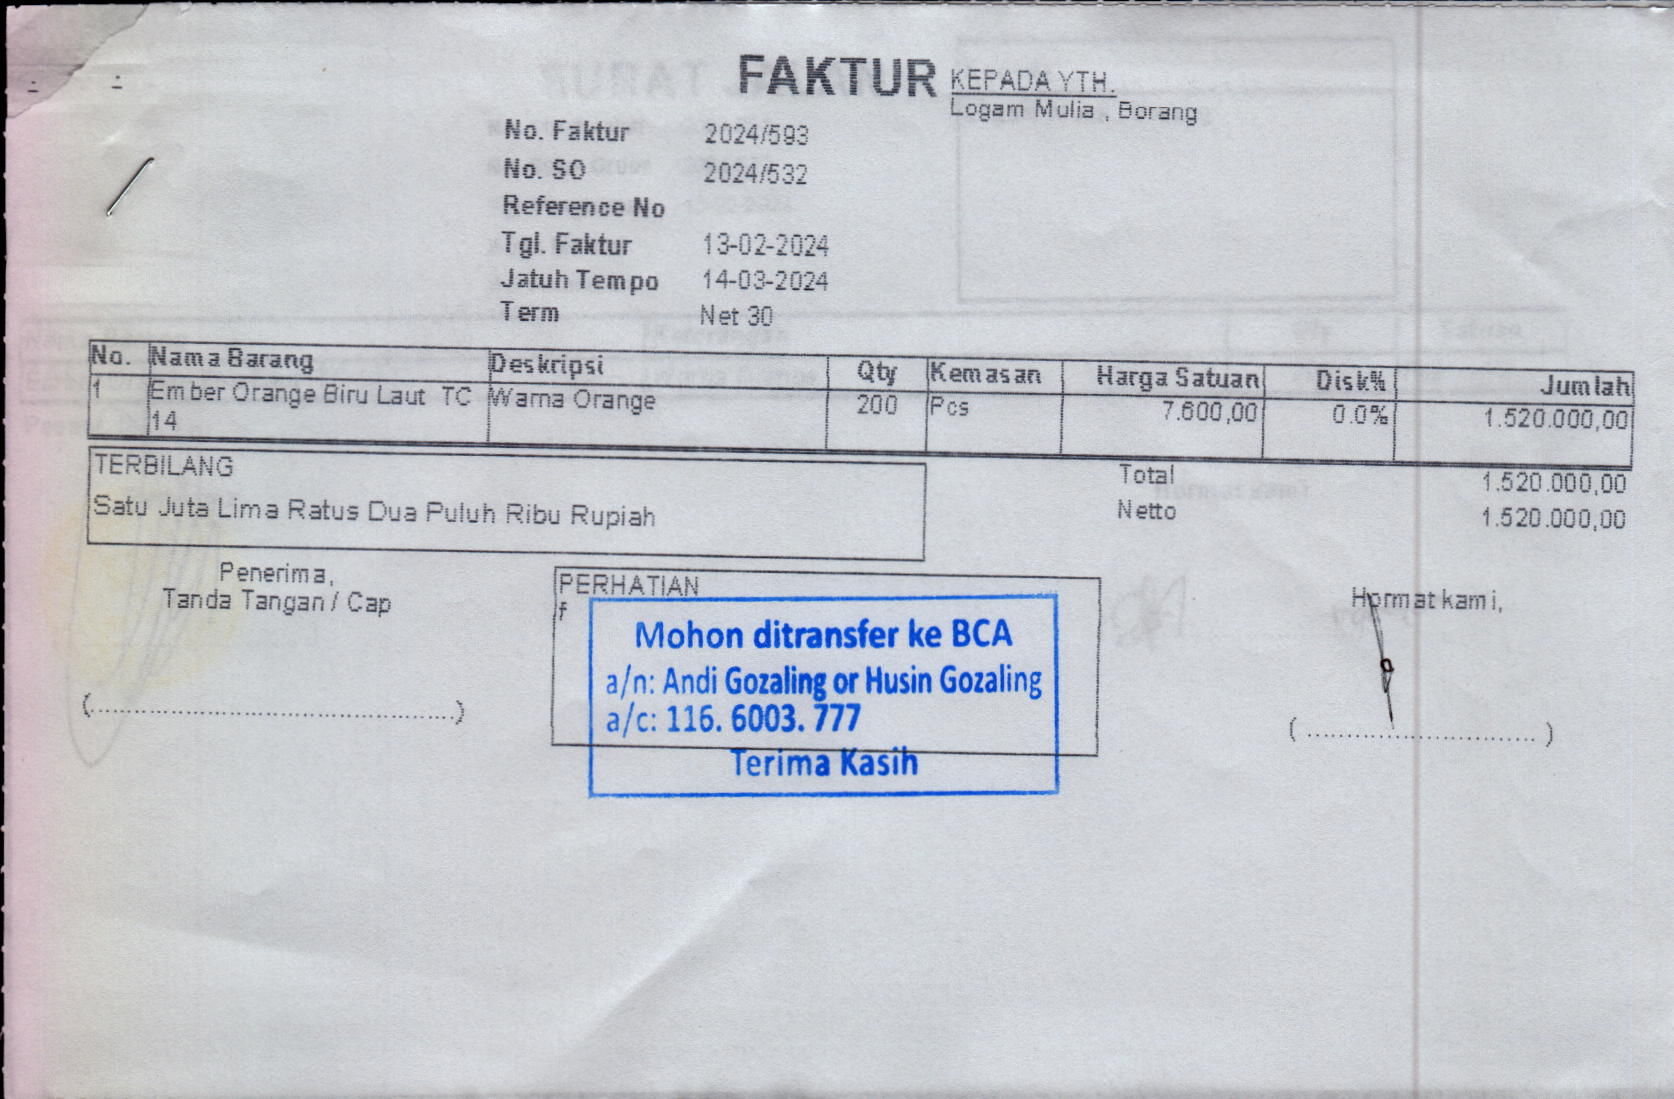 FAKTUR
KEPADA YTH.
Logam Mulia , Borang
No. Faktur 2024/593
No. SO 2024/532
Reference No
Tgl. Faktur 13-02-2024
Jatuh Tempo 14-03-2024
Term Net 30
No. Nama Barang Deskripsi Qty Kemasan Harga Satuan Disk% Jumlah
1 Ember Orange Biru Laut TC Warna Orange 200 Pcs 7.600,00 0.0% 1.520.000,00
14
TERBILANG
Satu Juta Lima Ratus Dua Puluh Ribu Rupiah
Total 1.520.000,00
Netto 1.520.000,00
Penerima,
Tanda Tangan / Cap
PERHATIAN
f
Mohon ditransfer ke BCA
a/n: Andi Gozaling or Husin Gozaling
a/c: 116. 6003. 777
Terima Kasih
Hormat kami,
(..................................................)
( ................................ )